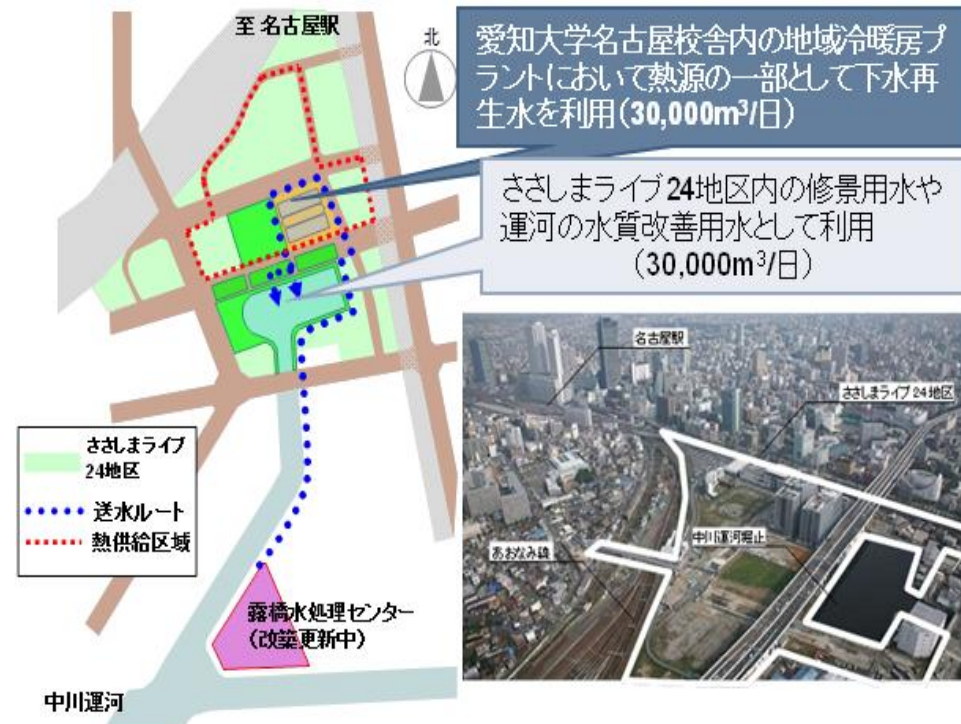 至 名古屋駅
北
愛知大学名古屋校舎内の地域冷暖房プ
ラントにおいて熱源の一部として下水再
生水を利用(30,000m³/日)
ささしまライブ24地区内の修景用水や
運河の水質改善用水として利用
(30,000m³/日)
名古屋駅
ささしまライブ24地区
中川運河堀止
あおなみ線
ささしまライブ
24地区
送水ルート
熱供給区域
露橋水処理センター
(改築更新中)
中川運河